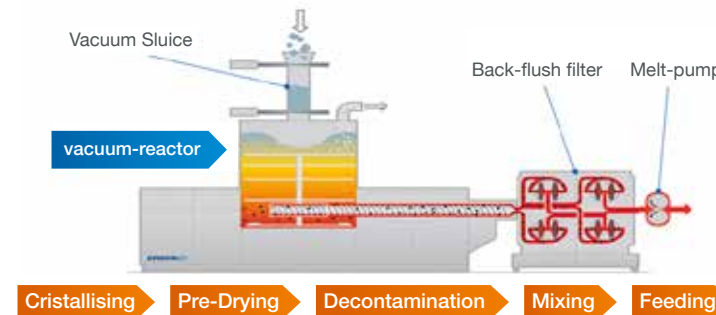 Vacuum Sluice
Back-flush filter Melt-pump
vacuum-reactor
Cristallising Pre-Drying Decontamination Mixing Feeding